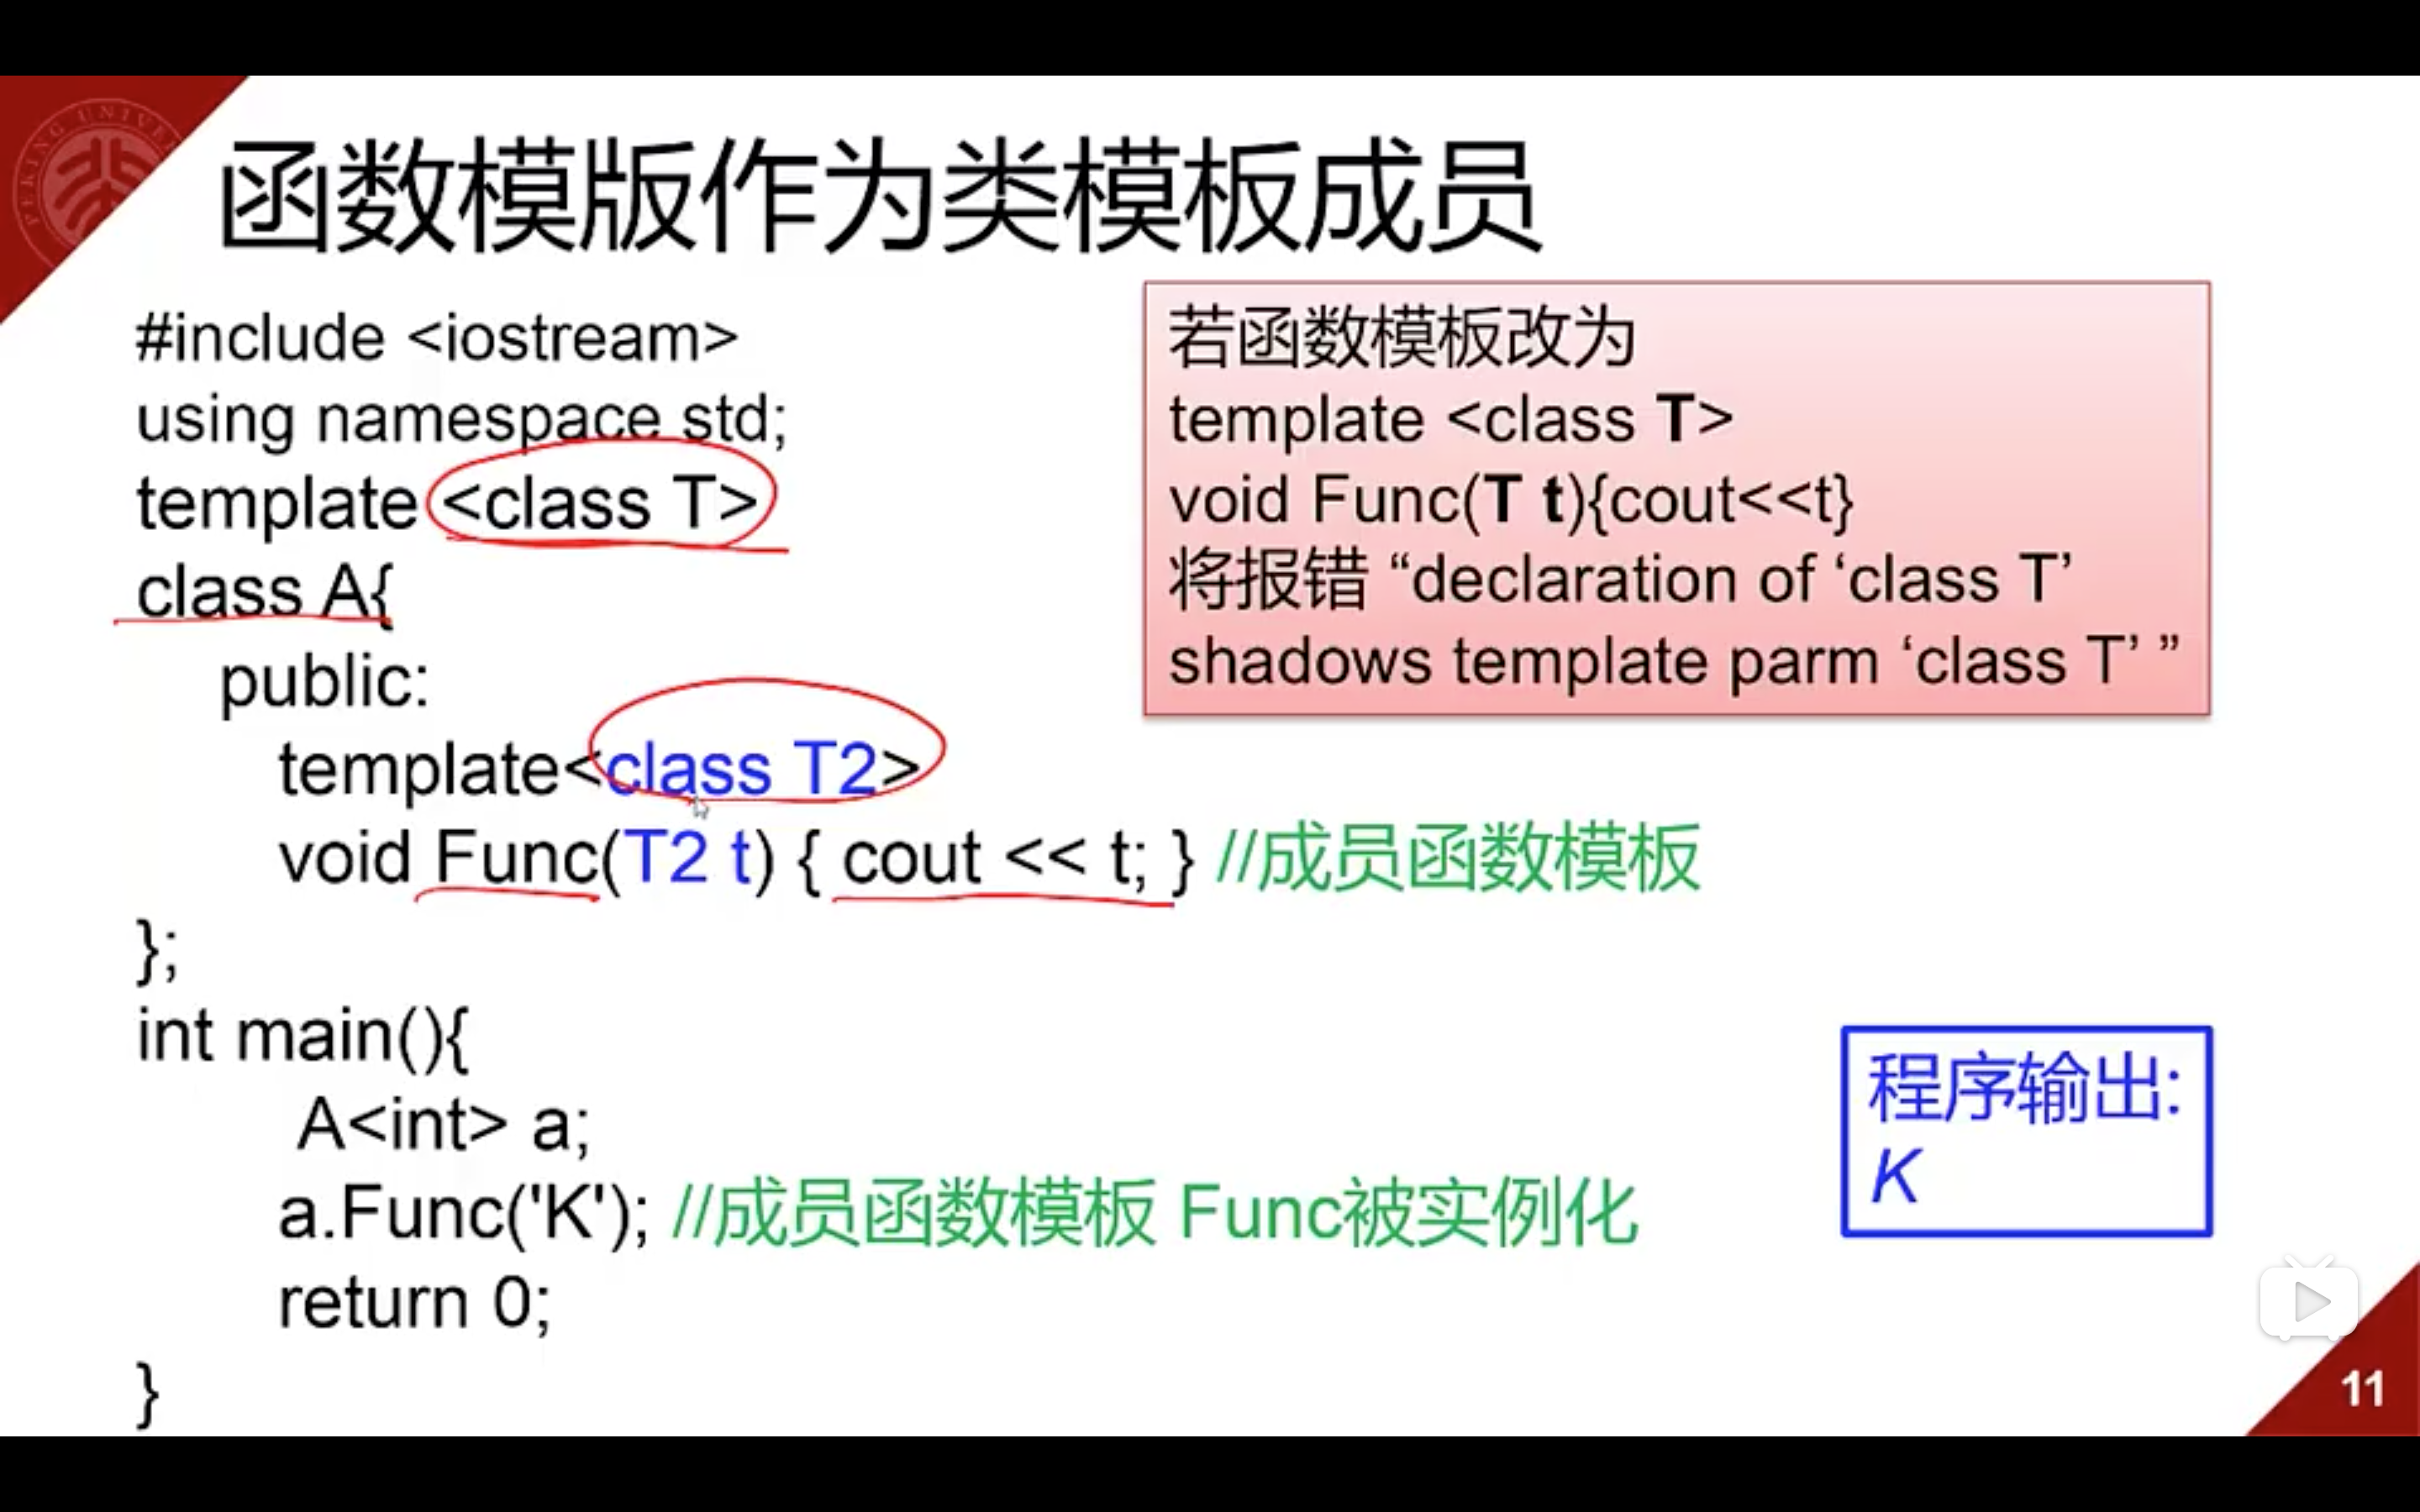 函数模版作为类模板成员
#include <iostream>
using namespace std;
template <class T>
class A{
public:
template<class T2>
void Func(T2 t) { cout << t; } //成员函数模板
};
int main(){
A<int> a;
a.Func('K'); //成员函数模板 Func被实例化
return 0;
}
若函数模板改为
template <class T>
void Func(T t){cout<<t}
将报错 “declaration of ‘class T’
shadows template parm ‘class T’ ”
程序输出:
K
11